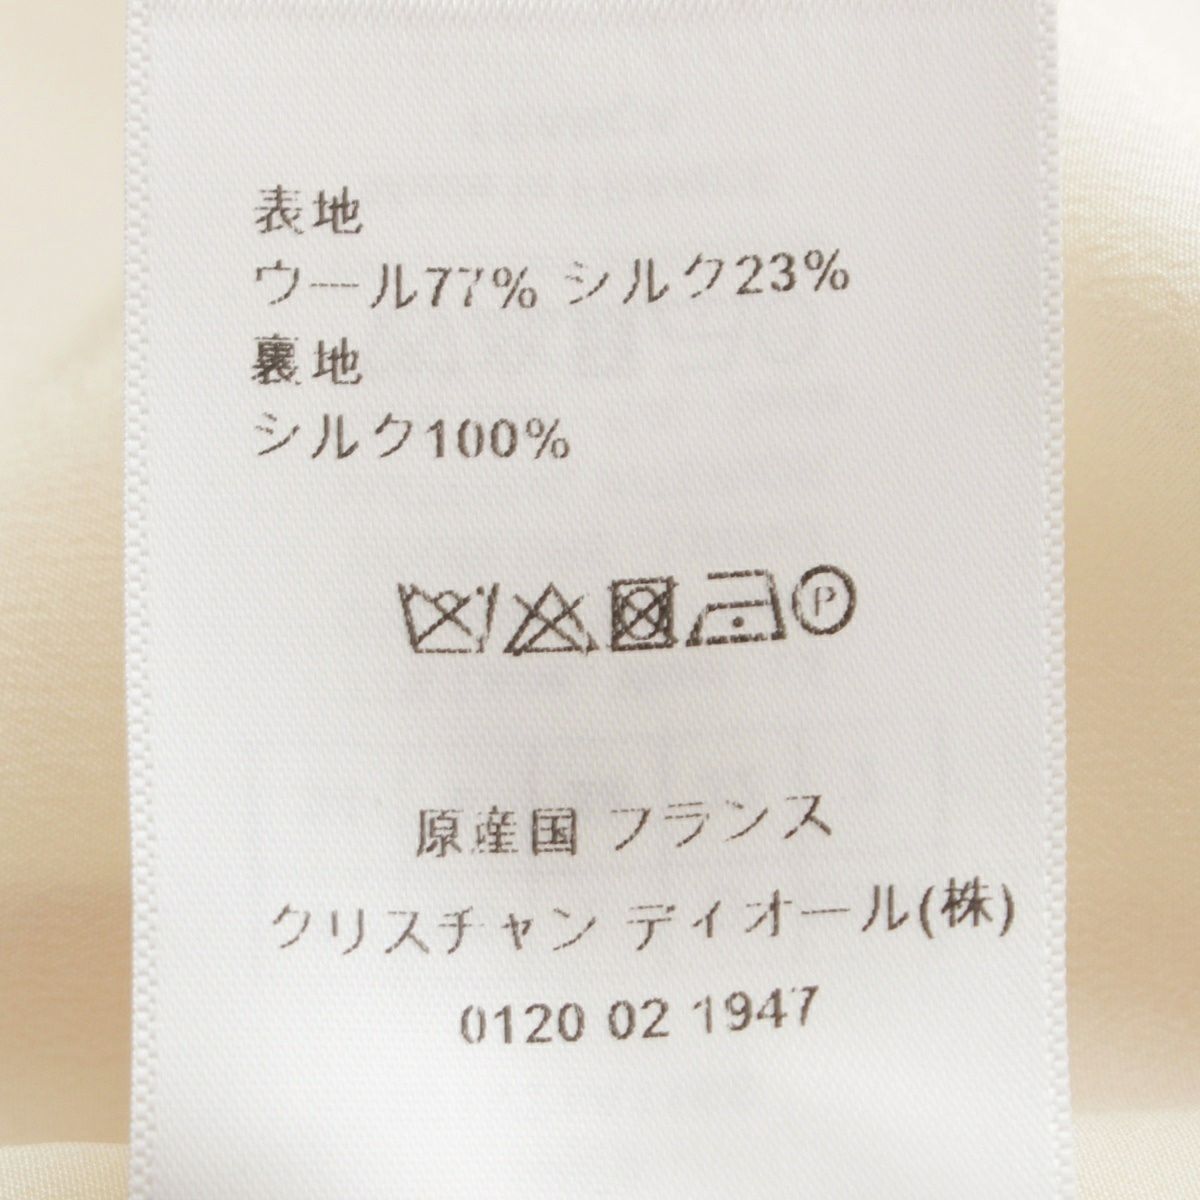 表地
ウール77% シルク23%
裏地
シルク100%
P
原産国 フランス
クリスチャン ディオール(株)
0120 02 1947